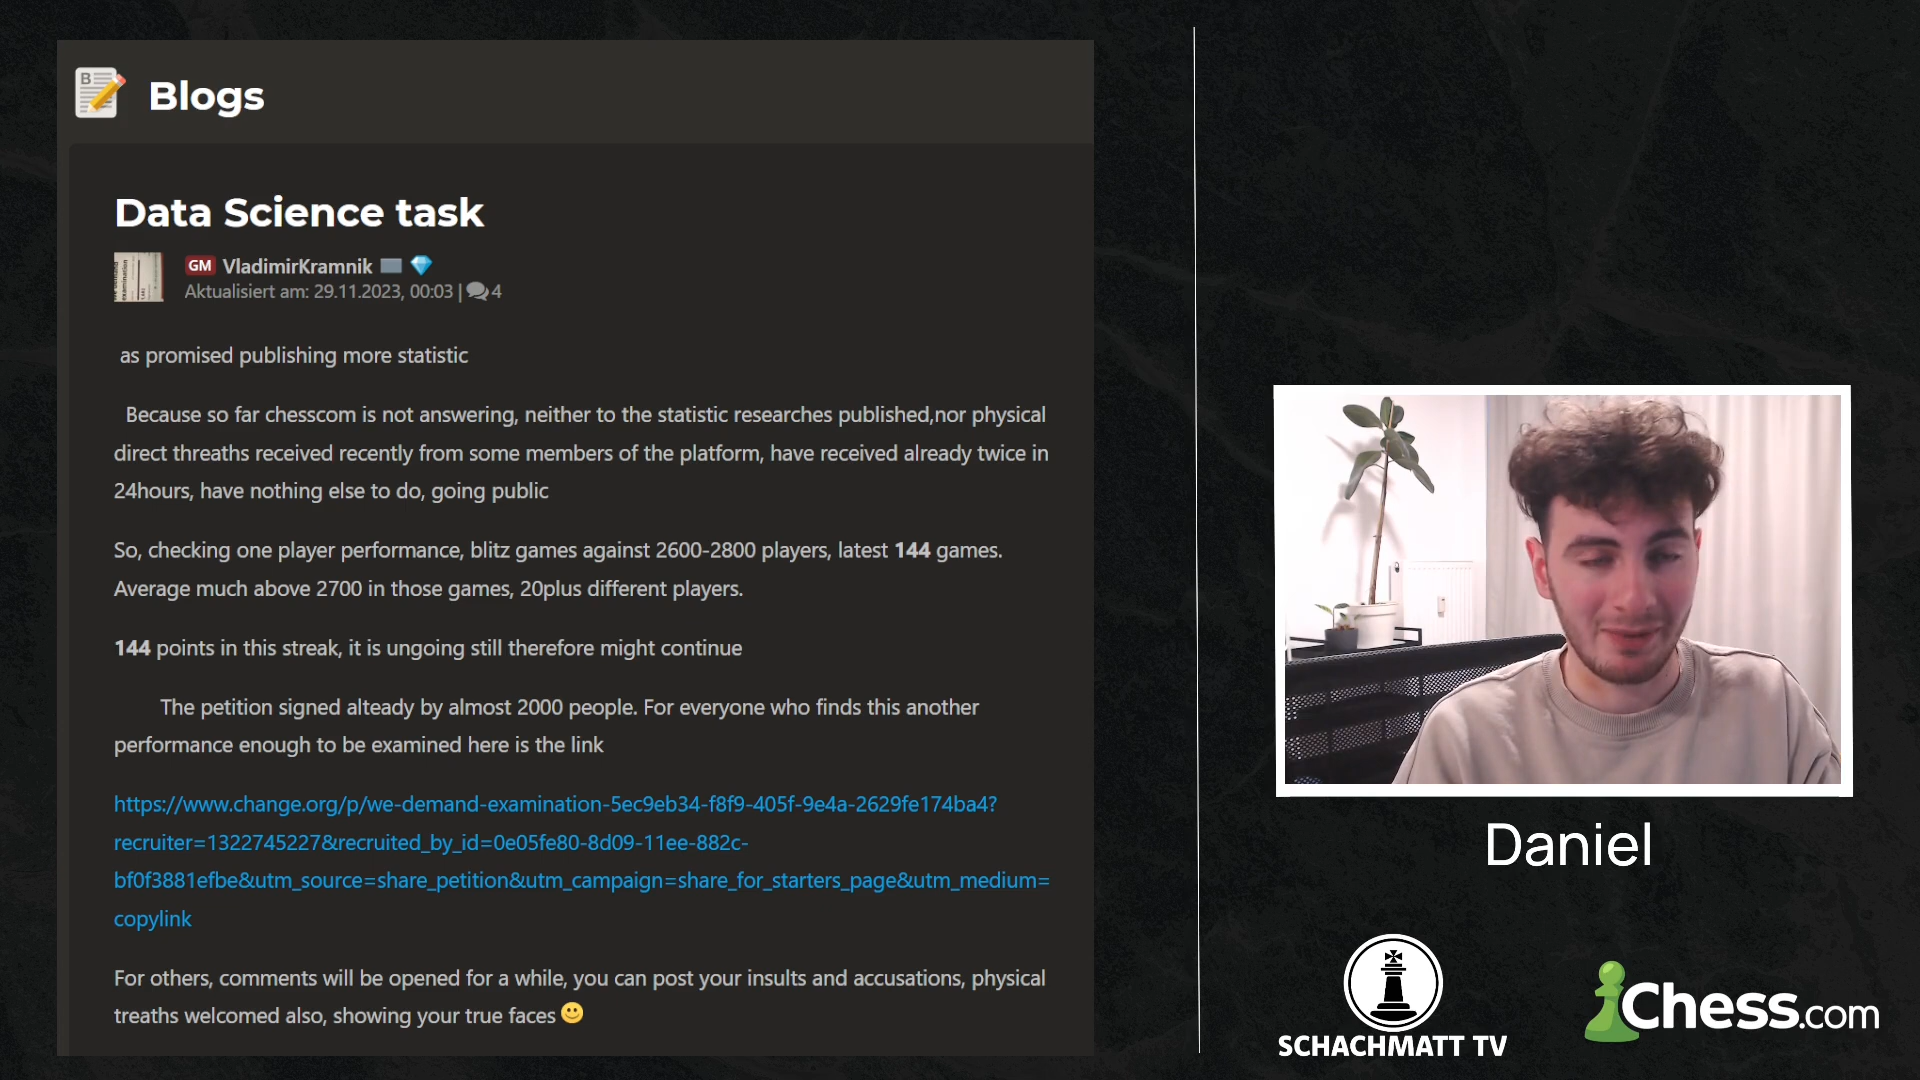 Blogs
Data Science task
GM VladimirKramnik
Aktualisiert am: 29.11.2023, 00:03 | 4
as promised publishing more statistic
Because so far chesscom is not answering, neither to the statistic researches published,nor physical
direct threaths received recently from some members of the platform, have received already twice in
24hours, have nothing else to do, going public
So, checking one player performance, blitz games against 2600-2800 players, latest 144 games.
Average much above 2700 in those games, 20plus different players.
144 points in this streak, it is ungoing still therefore might continue
The petition signed alteady by almost 2000 people. For everyone who finds this another
performance enough to be examined here is the link
https://www.change.org/p/we-demand-examination-5ec9eb34-f8f9-405f-9e4a-2629fe174ba4?
recruiter=1322745227&recruited_by_id=0e05fe80-8d09-11ee-882c-
bf0f3881efbe&utm_source=share_petition&utm_campaign=share_for_starters_page&utm_medium=
copylink
For others, comments will be opened for a while, you can post your insults and accusations, physical
treaths welcomed also, showing your true faces
Daniel
SCHACHMATT TV
Chess.com